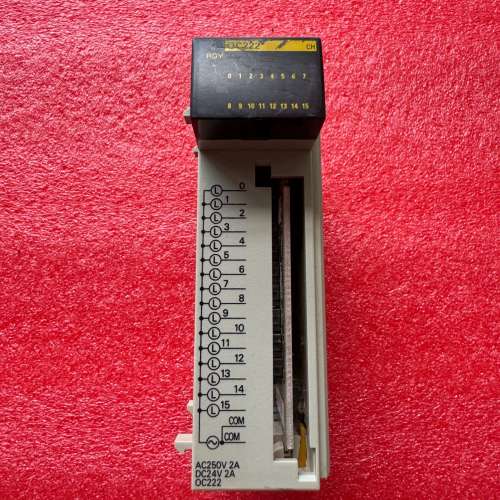 OC222 CH
RDY
0 1 2 3 4 5 6 7
8 9 10 11 12 13 14 15
L 0
L 1
L 2
L 3
L 4
L 5
L 6
L 7
L 8
L 9
L 10
L 11
L 12
L 13
L 14
L 15
COM
COM
AC250V 2A
DC24V 2A
OC222